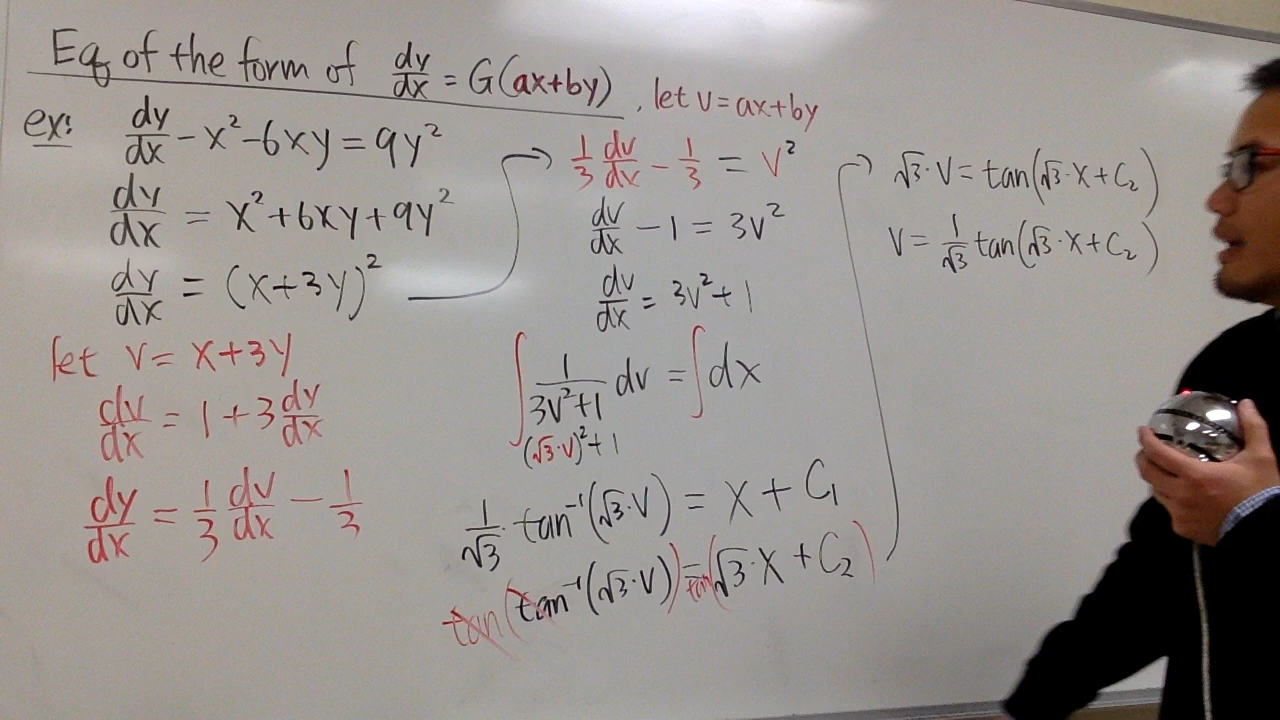 Eq of the form of dy/dx = G(ax+by) , let v = ax+by
ex: dy/dx - x² - 6xy = 9y²
dy/dx = x² + 6xy + 9y²
dy/dx = (x+3y)²
let v = x+3y
dv/dx = 1 + 3 dy/dx
dy/dx = 1/3 dv/dx - 1/3
1/3 dv/dx - 1/3 = v²
dv/dx - 1 = 3v²
dv/dx = 3v² + 1
∫ 1/(3v²+1) dv = ∫ dx
(√3·v)² + 1
1/√3 · tan⁻¹(√3·v) = x + C₁
tan(tan⁻¹(√3·v)) = tan(√3·x + C₂)
√3·v = tan(√3·x + C₂)
v = 1/√3 tan(√3·x + C₂)